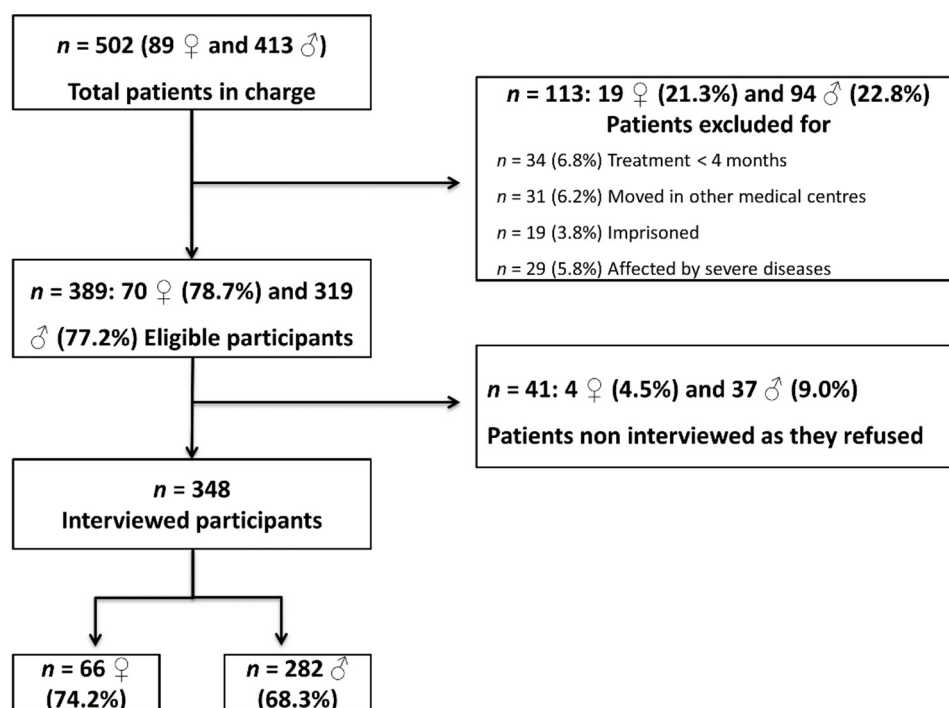 n = 502 (89 ♀ and 413 ♂)
Total patients in charge
n = 113: 19 ♀ (21.3%) and 94 ♂ (22.8%)
Patients excluded for
n = 34 (6.8%) Treatment < 4 months
n = 31 (6.2%) Moved in other medical centres
n = 19 (3.8%) Imprisoned
n = 29 (5.8%) Affected by severe diseases
n = 389: 70 ♀ (78.7%) and 319
♂ (77.2%) Eligible participants
n = 41: 4 ♀ (4.5%) and 37 ♂ (9.0%)
Patients non interviewed as they refused
n = 348
Interviewed participants
n = 66 ♀
(74.2%)
n = 282 ♂
(68.3%)